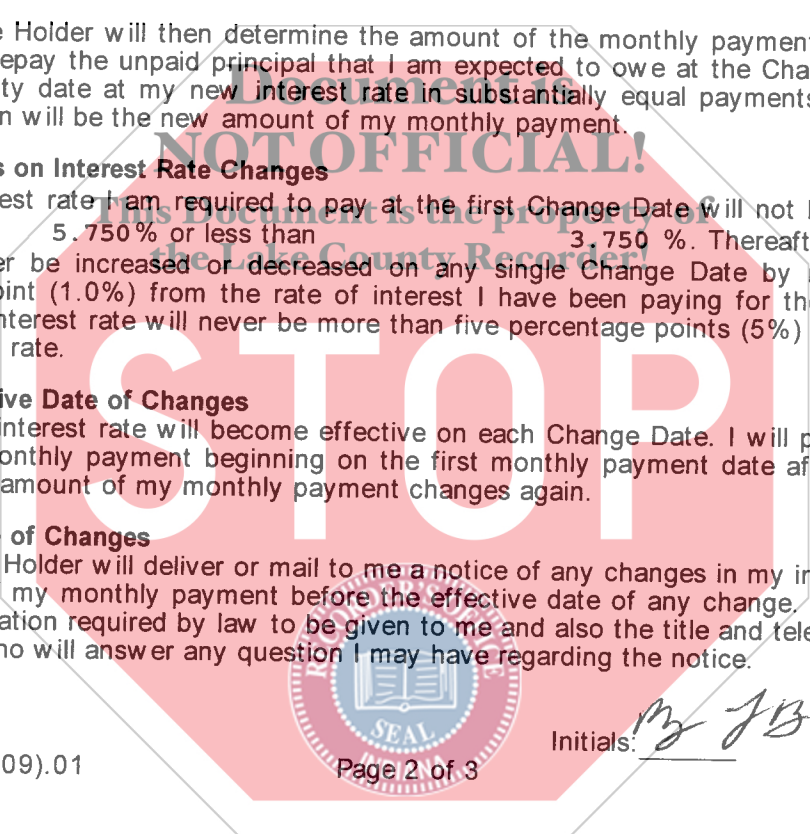 e Holder will then determine the amount of the monthly payment
epay the unpaid principal that I am expected to owe at the Cha
ty date at my new interest rate in substantially equal payments
n will be the new amount of my monthly payment.
Document is
NOT OFFICIAL!
This Document is the property of
the Lake County Recorder!
s on Interest Rate Changes
est rate I am required to pay at the first Change Date will not
5.750% or less than 3.750 %. Thereaft
er be increased or decreased on any single Change Date by
oint (1.0%) from the rate of interest I have been paying for th
nterest rate will never be more than five percentage points (5%)
rate.
STOP
ive Date of Changes
interest rate will become effective on each Change Date. I will p
onthly payment beginning on the first monthly payment date af
amount of my monthly payment changes again.
of Changes
Holder will deliver or mail to me a notice of any changes in my in
my monthly payment before the effective date of any change.
ation required by law to be given to me and also the title and tele
ho will answer any question I may have regarding the notice.
SEAL
INDIANA
Initials:
09).01
Page 2 of 3